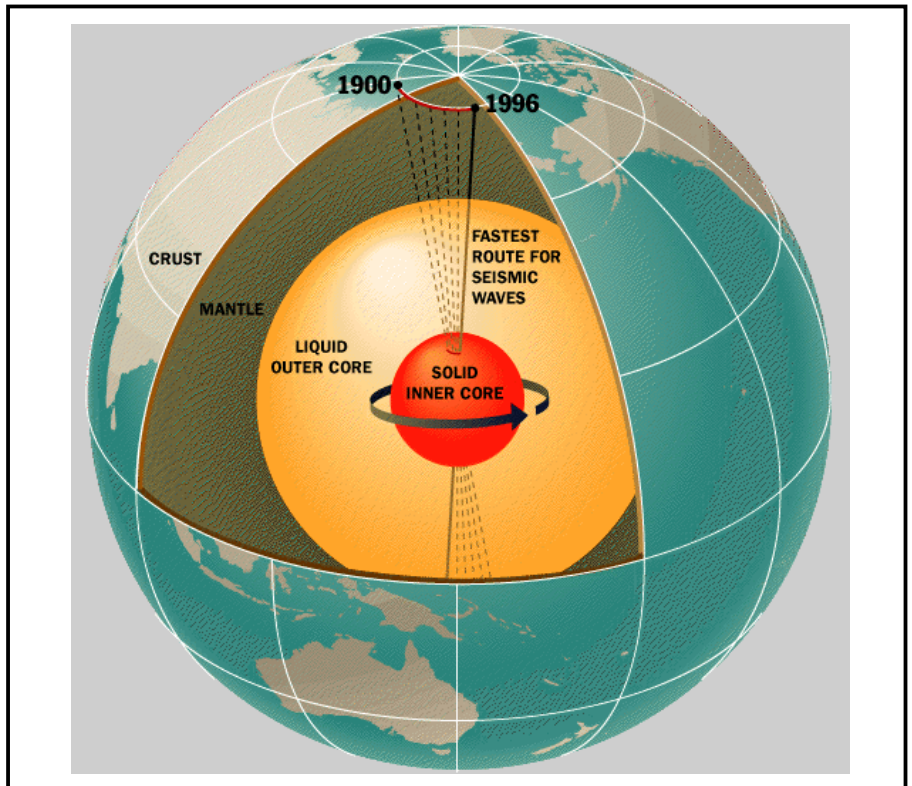 1900
1996
FASTEST
ROUTE FOR
SEISMIC
WAVES
CRUST
MANTLE
LIQUID
OUTER CORE
SOLID
INNER CORE